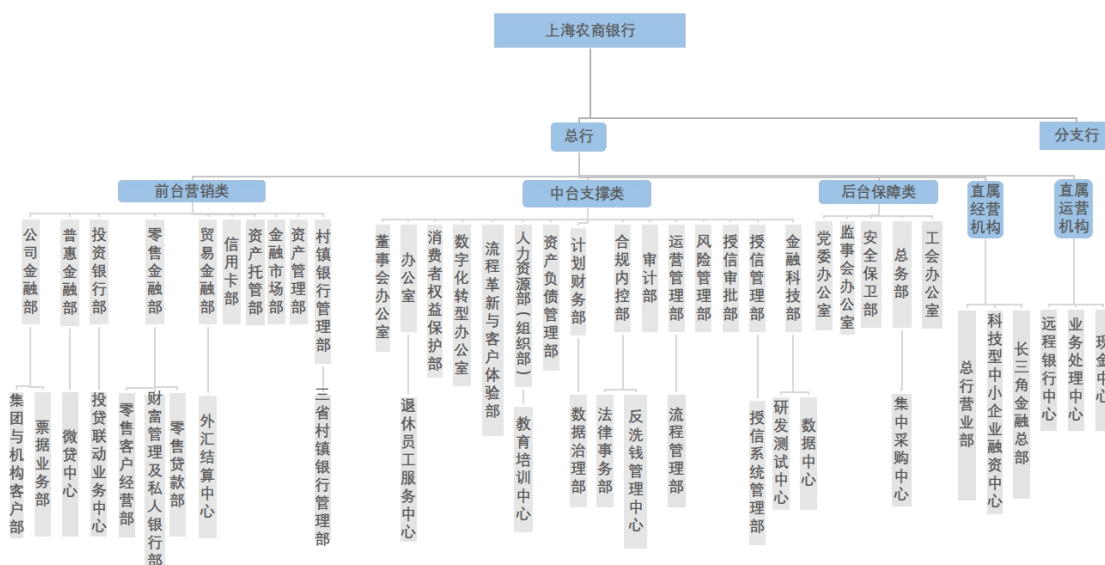 上海农商银行
总行
分支行
前台营销类
中台支撑类
后台保障类
直属
经营
机构
直属
运营
机构
公司金融部
普惠金融部
投资银行部
零售金融部
贸易金融部
信用卡部
资产托管部
金融市场部
资产管理部
村镇银行管理部
董事会办公室
办公室
消费者权益保护部
数字化转型办公室
流程革新与客户体验部
人力资源部（组织部）
资产负债管理部
计划财务部
合规内控部
审计部
运营管理部
风险管理部
授信审批部
授信管理部
金融科技部
党委办公室
监事会办公室
安全保卫部
总务部
工会办公室
总行营业部
科技型中小企业融资中心
长三角金融总部
远程银行中心
业务处理中心
现金中心
集团与机构客户部
票据业务部
微贷中心
投贷联动业务中心
零售客户经营部
财富管理及私人银行部
零售贷款部
外汇结算中心
三省村镇银行管理部
退休员工服务中心
教育培训中心
数据治理部
法律事务部
反洗钱管理中心
流程管理部
授信系统管理部
研发测试中心
数据中心
集中采购中心